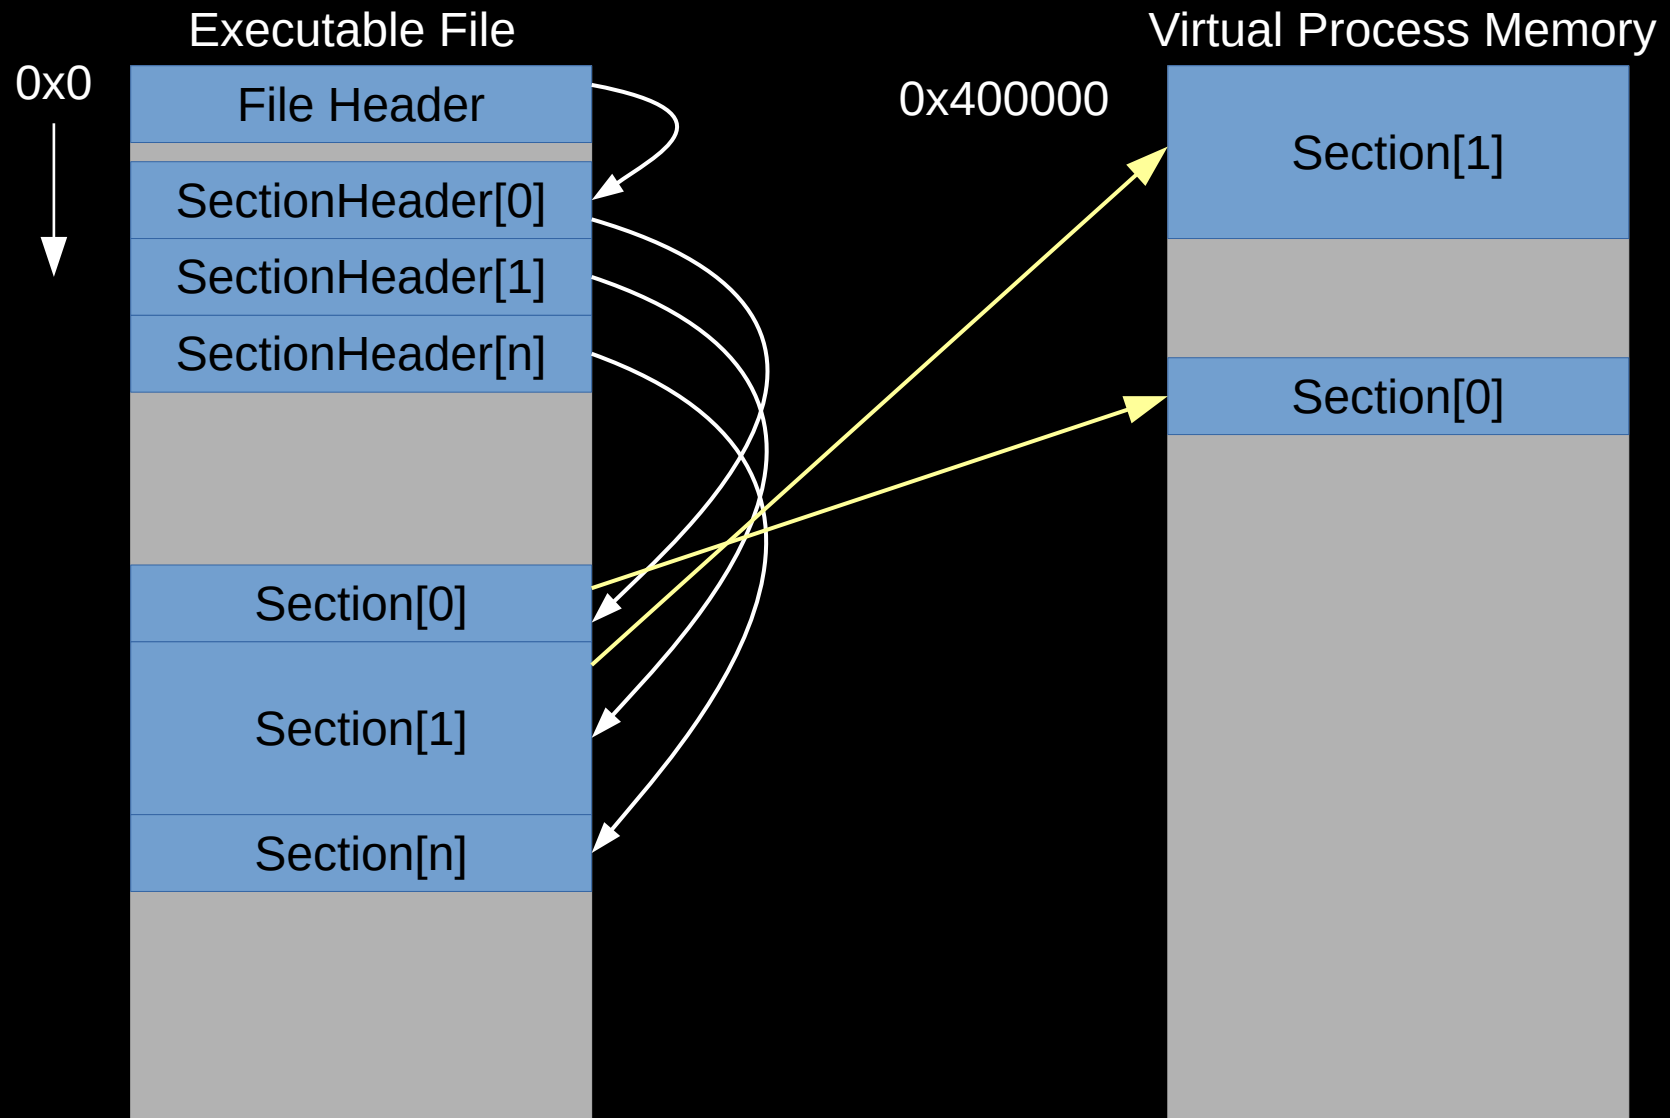 Executable File
0x0
File Header
SectionHeader[0]
SectionHeader[1]
SectionHeader[n]
Section[0]
Section[1]
Section[n]
Virtual Process Memory
0x400000
Section[1]
Section[0]